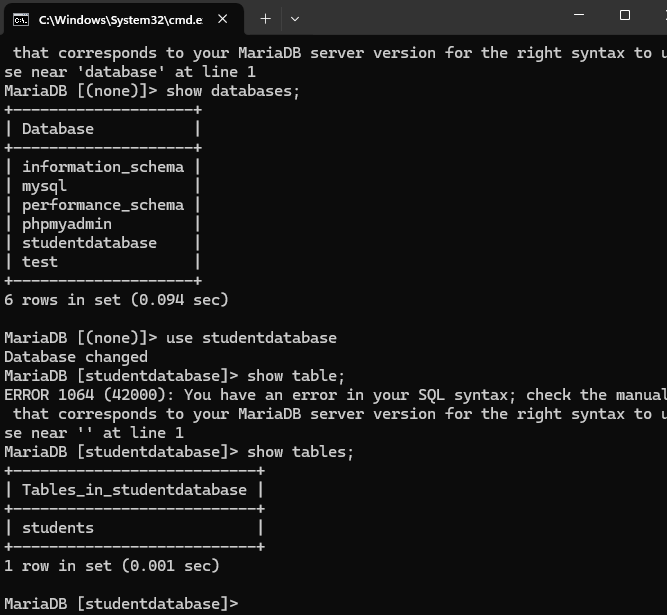 C:\Windows\System32\cmd.e
that corresponds to your MariaDB server version for the right syntax to u
se near 'database' at line 1
MariaDB [(none)]> show databases;
+--------------------+
| Database           |
+--------------------+
| information_schema |
| mysql              |
| performance_schema |
| phpmyadmin         |
| studentdatabase    |
| test               |
+--------------------+
6 rows in set (0.094 sec)
MariaDB [(none)]> use studentdatabase
Database changed
MariaDB [studentdatabase]> show table;
ERROR 1064 (42000): You have an error in your SQL syntax; check the manual
that corresponds to your MariaDB server version for the right syntax to u
se near '' at line 1
MariaDB [studentdatabase]> show tables;
+---------------------------+
| Tables_in_studentdatabase |
+---------------------------+
| students                  |
+---------------------------+
1 row in set (0.001 sec)
MariaDB [studentdatabase]>